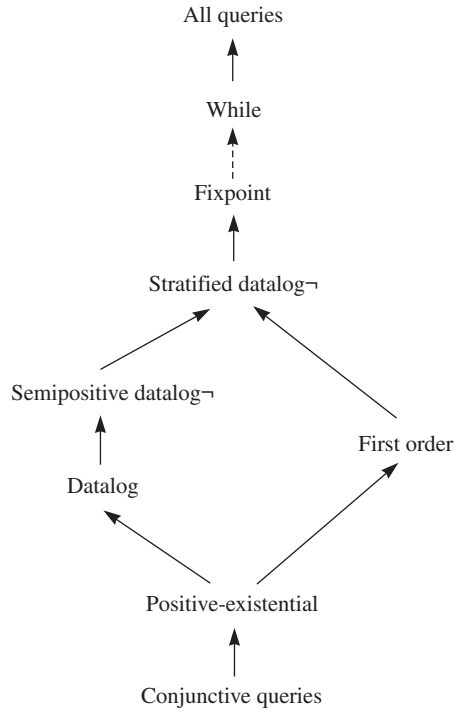 All queries
While
Fixpoint
Stratified datalog¬
Semipositive datalog¬
First order
Datalog
Positive-existential
Conjunctive queries